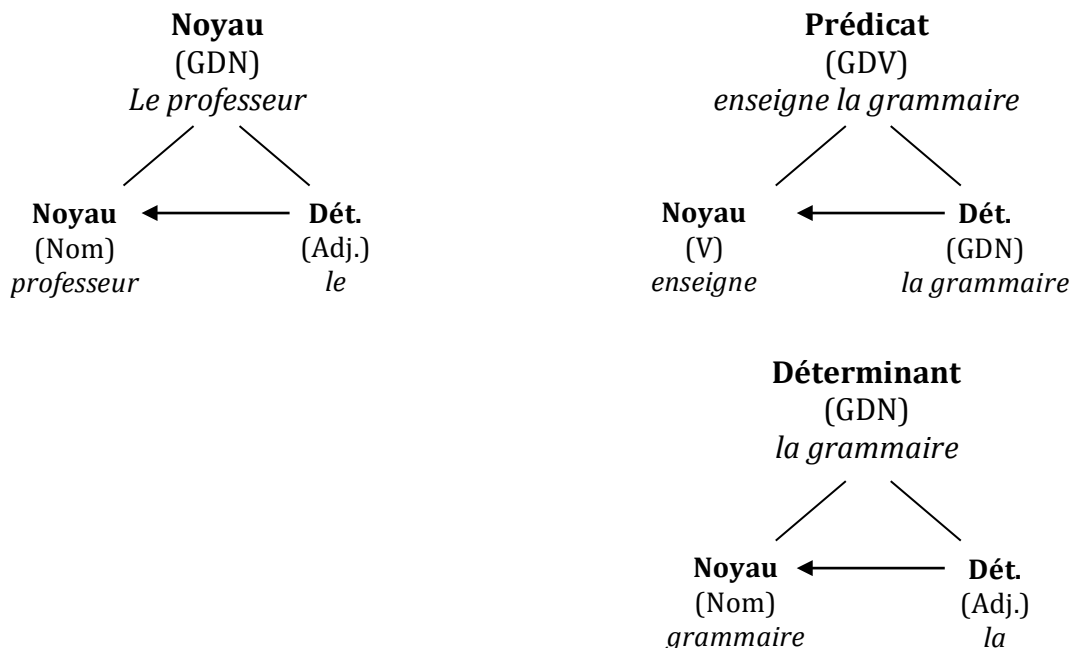 Noyau
(GDN)
Le professeur
Noyau
(Nom)
professeur
Dét.
(Adj.)
le
Prédicat
(GDV)
enseigne la grammaire
Noyau
(V)
enseigne
Dét.
(GDN)
la grammaire
Déterminant
(GDN)
la grammaire
Noyau
(Nom)
grammaire
Dét.
(Adj.)
la